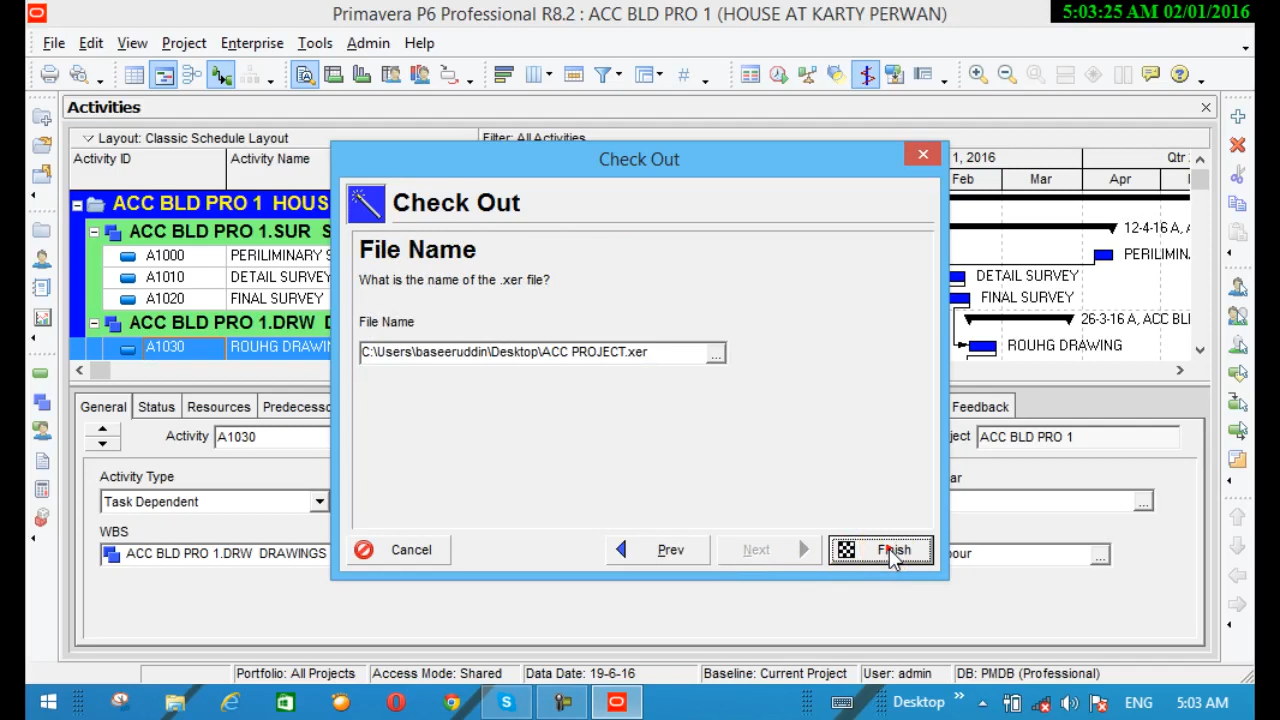 Primavera P6 Professional R8.2 : ACC BLD PRO 1 (HOUSE AT KARTY PERWAN)
5:03:25 AM 02/01/2016
File Edit View Project Enterprise Tools Admin Help
Activities
Layout: Classic Schedule Layout
Filter: All Activities
Activity ID
Activity Name
1, 2016
Qtr
Feb
Mar
Apr
ACC BLD PRO 1 HOUS
ACC BLD PRO 1.SUR S
12-4-16 A,
A1000
PERILIMINARY
PERILIMIN
A1010
DETAIL SURVEY
DETAIL SURVEY
A1020
FINAL SURVEY
FINAL SURVEY
ACC BLD PRO 1.DRW D
26-3-16 A, ACC BLI
A1030
ROUHG DRAWIN
ROUHG DRAWING
Check Out
Check Out
File Name
What is the name of the .xer file?
File Name
C:\Users\baseeruddin\Desktop\ACC PROJECT.xer
...
Cancel
Prev
Next
Finish
General
Status
Resources
Predecesso
Feedback
Activity
A1030
ject
ACC BLD PRO 1
Activity Type
ar
Task Dependent
...
WBS
ACC BLD PRO 1.DRW DRAWINGS
our
...
Portfolio: All Projects
Access Mode: Shared
Data Date: 19-6-16
Baseline: Current Project
User: admin
DB: PMDB (Professional)
Desktop
ENG
5:03 AM